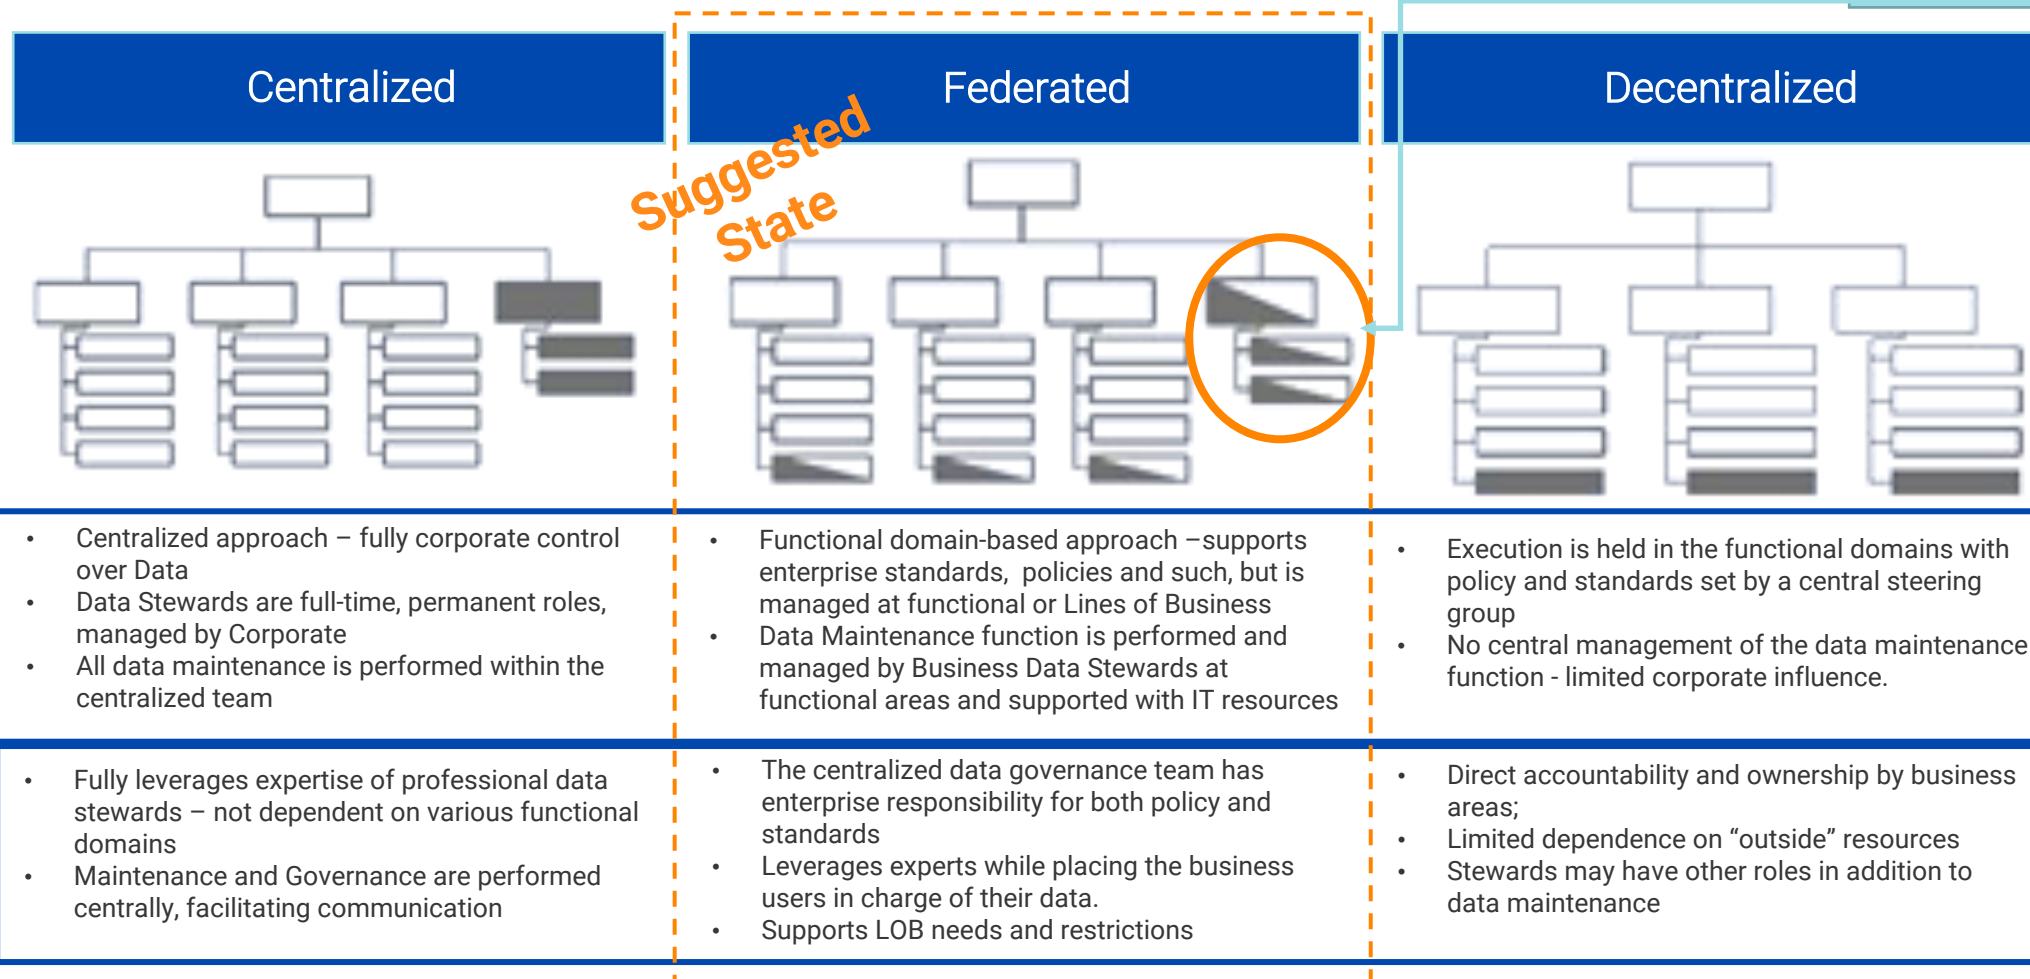 Centralized
Federated
Decentralized
Suggested
State
• Centralized approach – fully corporate control
over Data
• Data Stewards are full-time, permanent roles,
managed by Corporate
• All data maintenance is performed within the
centralized team
• Functional domain-based approach –supports
enterprise standards, policies and such, but is
managed at functional or Lines of Business
• Data Maintenance function is performed and
managed by Business Data Stewards at
functional areas and supported with IT resources
• Execution is held in the functional domains with
policy and standards set by a central steering
group
• No central management of the data maintenance
function - limited corporate influence.
• Fully leverages expertise of professional data
stewards – not dependent on various functional
domains
• Maintenance and Governance are performed
centrally, facilitating communication
• The centralized data governance team has
enterprise responsibility for both policy and
standards
• Leverages experts while placing the business
users in charge of their data.
• Supports LOB needs and restrictions
• Direct accountability and ownership by business
areas;
• Limited dependence on “outside” resources
• Stewards may have other roles in addition to
data maintenance